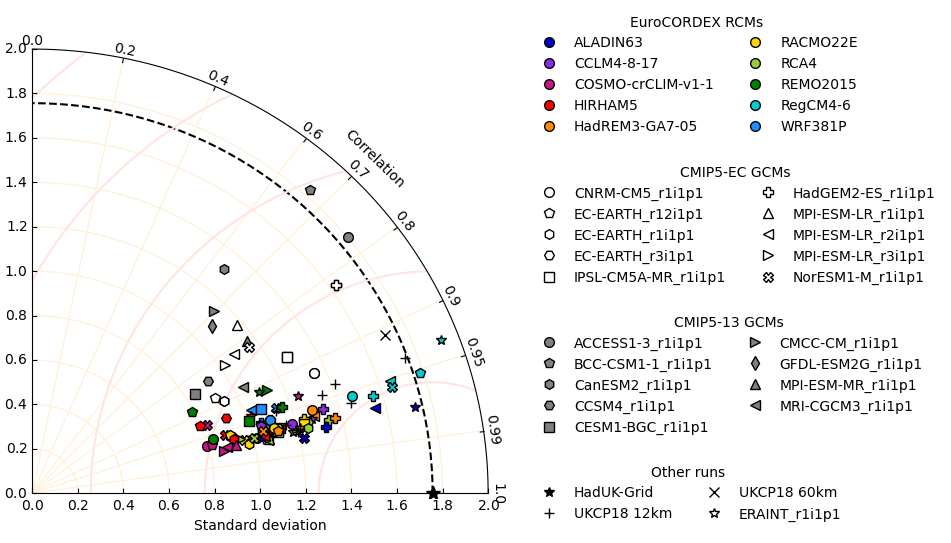 0.0
0.2
0.4
0.6
Correlation
0.7
0.8
0.9
0.95
0.99
1.0
2.0
1.8
1.6
1.4
1.2
1.0
0.8
0.6
0.4
0.2
0.0
0.0 0.2 0.4 0.6 0.8 1.0 1.2 1.4 1.6 1.8 2.0
Standard deviation
EuroCORDEX RCMs
ALADIN63 RACMO22E
CCLM4-8-17 RCA4
COSMO-crCLIM-v1-1 REMO2015
HIRHAM5 RegCM4-6
HadREM3-GA7-05 WRF381P
CMIP5-EC GCMs
CNRM-CM5_r1i1p1 HadGEM2-ES_r1i1p1
EC-EARTH_r12i1p1 MPI-ESM-LR_r1i1p1
EC-EARTH_r1i1p1 MPI-ESM-LR_r2i1p1
EC-EARTH_r3i1p1 MPI-ESM-LR_r3i1p1
IPSL-CM5A-MR_r1i1p1 NorESM1-M_r1i1p1
CMIP5-13 GCMs
ACCESS1-3_r1i1p1 CMCC-CM_r1i1p1
BCC-CSM1-1_r1i1p1 GFDL-ESM2G_r1i1p1
CanESM2_r1i1p1 MPI-ESM-MR_r1i1p1
CCSM4_r1i1p1 MRI-CGCM3_r1i1p1
CESM1-BGC_r1i1p1
Other runs
HadUK-Grid UKCP18 60km
UKCP18 12km ERAINT_r1i1p1